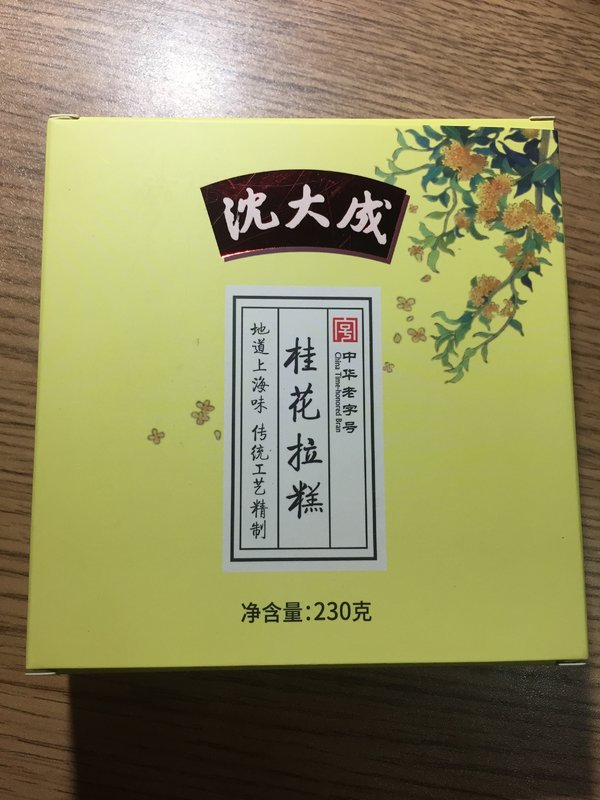 沈大成
中华老字号
China Time-honored Bran
桂花拉糕
地道上海味 传统工艺精制
净含量:230克